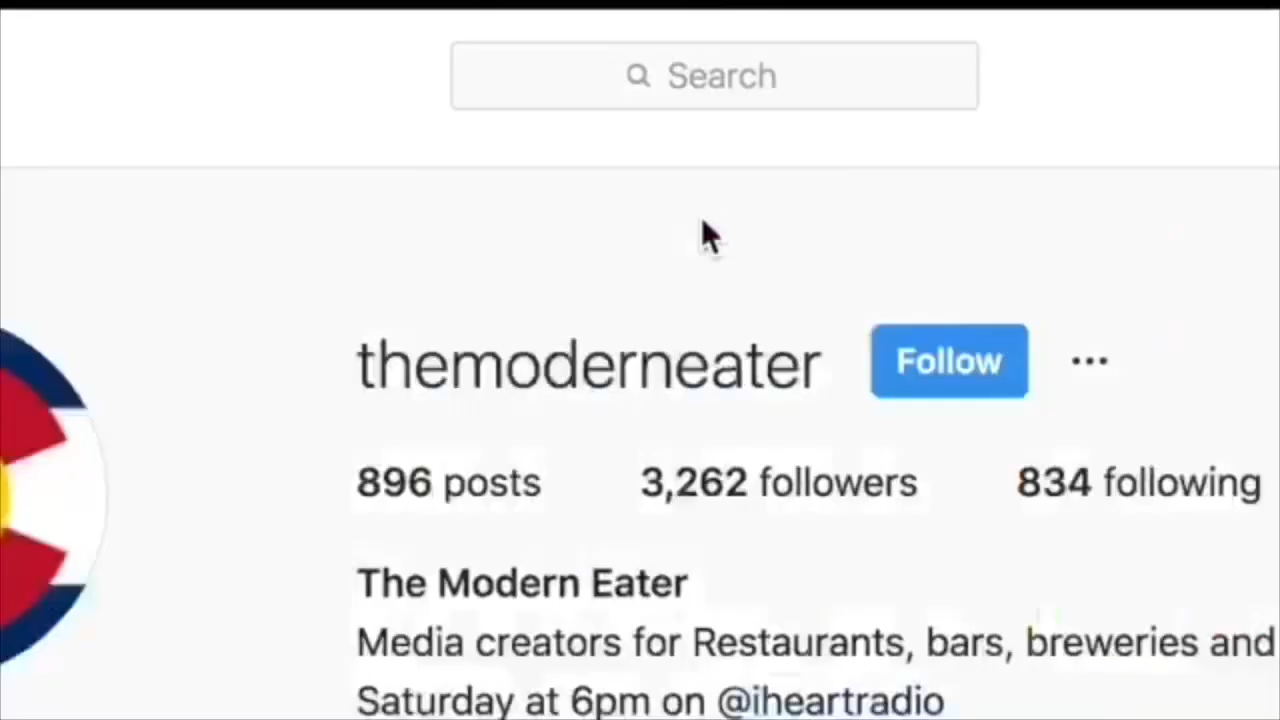 Search
themoderneater Follow ...
896 posts 3,262 followers 834 following
The Modern Eater
Media creators for Restaurants, bars, breweries and
Saturday at 6pm on @iheartradio